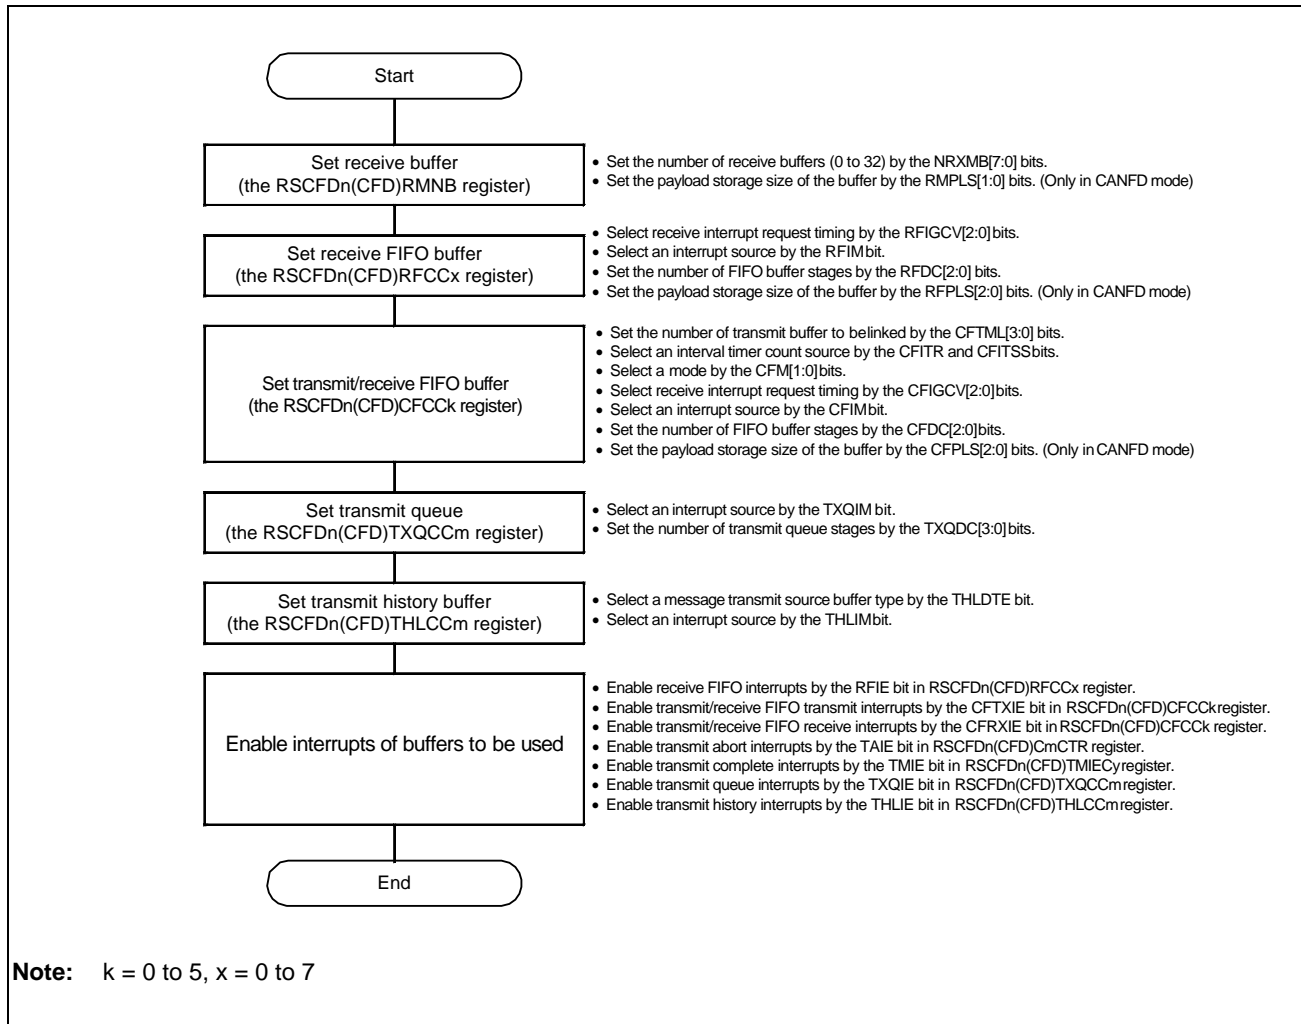 Start
Set receive buffer
(the RSCFDn(CFD)RMNB register)
• Set the number of receive buffers (0 to 32) by the NRXMB[7:0] bits.
• Set the payload storage size of the buffer by the RMPLS[1:0] bits. (Only in CANFD mode)
Set receive FIFO buffer
(the RSCFDn(CFD)RFCCx register)
• Select receive interrupt request timing by the RFIGCV[2:0] bits.
• Select an interrupt source by the RFIM bit.
• Set the number of FIFO buffer stages by the RFDC[2:0] bits.
• Set the payload storage size of the buffer by the RFPLS[2:0] bits. (Only in CANFD mode)
Set transmit/receive FIFO buffer
(the RSCFDn(CFD)CFCCk register)
• Set the number of transmit buffer to belinked by the CFTML[3:0] bits.
• Select an interval timer count source by the CFITR and CFITSS bits.
• Select a mode by the CFM[1:0] bits.
• Select receive interrupt request timing by the CFIGCV[2:0] bits.
• Select an interrupt source by the CFIM bit.
• Set the number of FIFO buffer stages by the CFDC[2:0] bits.
• Set the payload storage size of the buffer by the CFPLS[2:0] bits. (Only in CANFD mode)
Set transmit queue
(the RSCFDn(CFD)TXQCCm register)
• Select an interrupt source by the TXQIM bit.
• Set the number of transmit queue stages by the TXQDC[3:0] bits.
Set transmit history buffer
(the RSCFDn(CFD)THLCCm register)
• Select a message transmit source buffer type by the THLDTE bit.
• Select an interrupt source by the THLIM bit.
Enable interrupts of buffers to be used
• Enable receive FIFO interrupts by the RFIE bit in RSCFDn(CFD)RFCCx register.
• Enable transmit/receive FIFO transmit interrupts by the CFTXIE bit in RSCFDn(CFD)CFCCk register.
• Enable transmit/receive FIFO receive interrupts by the CFRXIE bit in RSCFDn(CFD)CFCCk register.
• Enable transmit abort interrupts by the TAIE bit in RSCFDn(CFD)CmCTR register.
• Enable transmit complete interrupts by the TMIE bit in RSCFDn(CFD)TMIECy register.
• Enable transmit queue interrupts by the TXQIE bit in RSCFDn(CFD)TXQCCm register.
• Enable transmit history interrupts by the THLIE bit in RSCFDn(CFD)THLCCm register.
End
Note: k = 0 to 5, x = 0 to 7